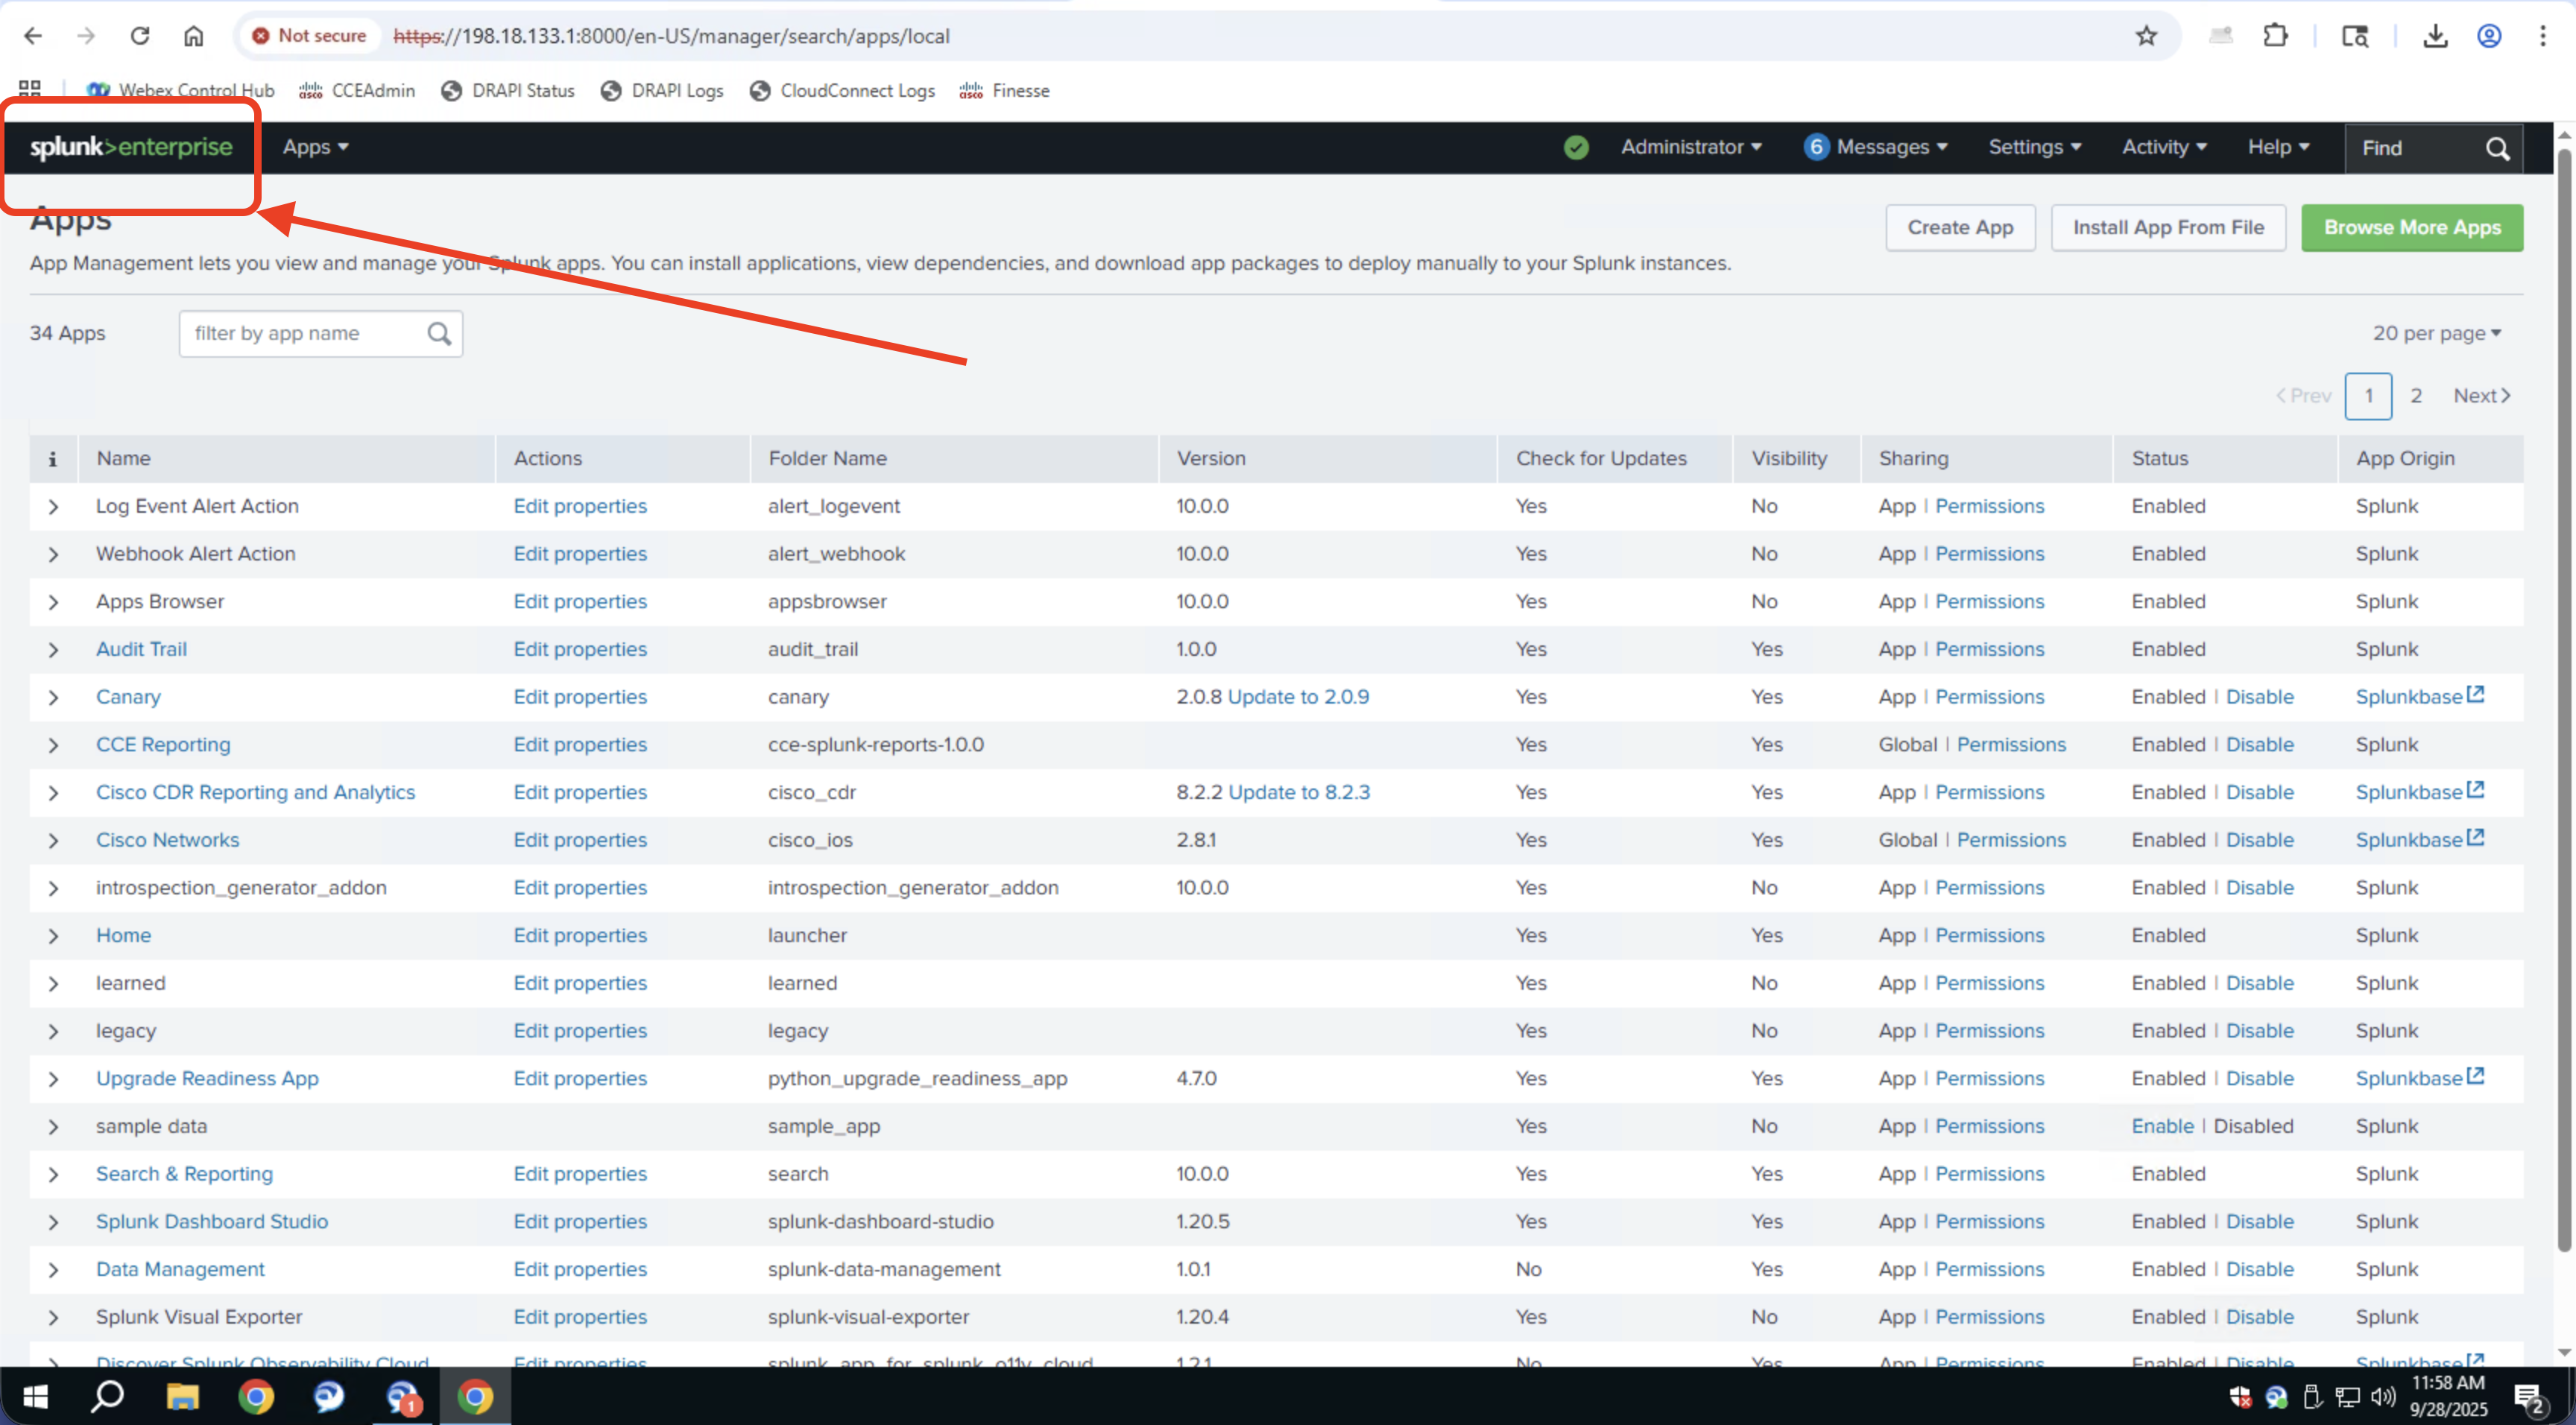 Not secure https://198.18.133.1:8000/en-US/manager/search/apps/local
Webex Control Hub CCEAdmin DRAPI Status DRAPI Logs CloudConnect Logs Finesse
splunk>enterprise Apps Administrator 6 Messages Settings Activity Help Find
Apps Create App Install App From File Browse More Apps
App Management lets you view and manage your Splunk apps. You can install applications, view dependencies, and download app packages to deploy manually to your Splunk instances.
34 Apps filter by app name 20 per page
< Prev 1 2 Next >
i Name Actions Folder Name Version Check for Updates Visibility Sharing Status App Origin
Log Event Alert Action Edit properties alert_logevent 10.0.0 Yes No App | Permissions Enabled Splunk
Webhook Alert Action Edit properties alert_webhook 10.0.0 Yes No App | Permissions Enabled Splunk
Apps Browser Edit properties appsbrowser 10.0.0 Yes No App | Permissions Enabled Splunk
Audit Trail Edit properties audit_trail 1.0.0 Yes Yes App | Permissions Enabled Splunk
Canary Edit properties canary 2.0.8 Update to 2.0.9 Yes Yes App | Permissions Enabled | Disable Splunkbase
CCE Reporting Edit properties cce-splunk-reports-1.0.0 Yes Yes Global | Permissions Enabled | Disable Splunk
Cisco CDR Reporting and Analytics Edit properties cisco_cdr 8.2.2 Update to 8.2.3 Yes Yes App | Permissions Enabled | Disable Splunkbase
Cisco Networks Edit properties cisco_ios 2.8.1 Yes Yes Global | Permissions Enabled | Disable Splunkbase
introspection_generator_addon Edit properties introspection_generator_addon 10.0.0 Yes No App | Permissions Enabled | Disable Splunk
Home Edit properties launcher Yes Yes App | Permissions Enabled Splunk
learned Edit properties learned Yes No App | Permissions Enabled | Disable Splunk
legacy Edit properties legacy Yes No App | Permissions Enabled | Disable Splunk
Upgrade Readiness App Edit properties python_upgrade_readiness_app 4.7.0 Yes Yes App | Permissions Enabled | Disable Splunkbase
sample data sample_app Yes No App | Permissions Enable | Disabled Splunk
Search & Reporting Edit properties search 10.0.0 Yes Yes App | Permissions Enabled Splunk
Splunk Dashboard Studio Edit properties splunk-dashboard-studio 1.20.5 Yes Yes App | Permissions Enabled | Disable Splunk
Data Management Edit properties splunk-data-management 1.0.1 No Yes App | Permissions Enabled | Disable Splunk
Splunk Visual Exporter Edit properties splunk-visual-exporter 1.20.4 Yes No App | Permissions Enabled | Disable Splunk
Discover Splunk Observability Cloud Edit properties splunk_app_for_splunk_o11y_cloud 1.2.1 No Yes App | Permissions Enabled | Disable Splunkbase
1 11:58 AM
9/28/2025 2